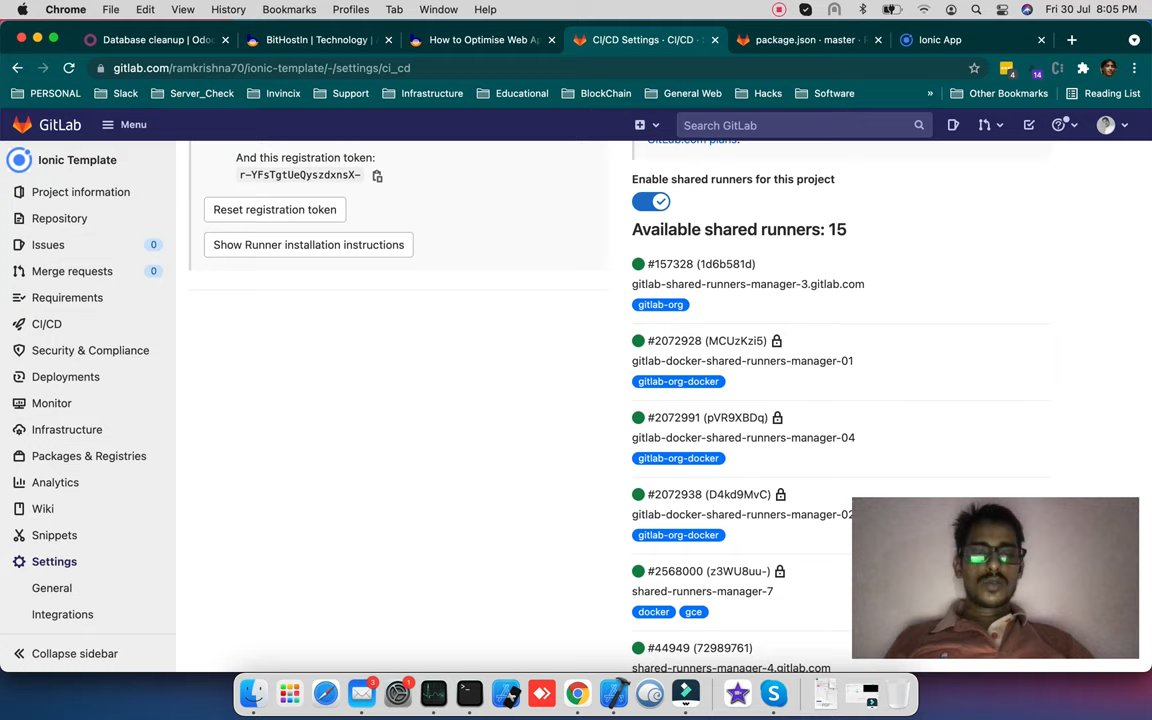 Chrome File Edit View History Bookmarks Profiles Tab Window Help Fri 30 Jul 8:05 PM
Database cleanup | Odoo BitHostIn | Technology | How to Optimise Web Ap CI/CD Settings · CI/CD · package.json · master · Ionic App
gitlab.com/ramkrishna70/ionic-template/-/settings/ci_cd 4 14
PERSONAL Slack Server_Check Invincix Support Infrastructure Educational BlockChain General Web Hacks Software » Other Bookmarks Reading List
GitLab Menu Search GitLab
GitLab.com plans.
Ionic Template
Project information
Repository
Issues 0
Merge requests 0
Requirements
CI/CD
Security & Compliance
Deployments
Monitor
Infrastructure
Packages & Registries
Analytics
Wiki
Snippets
Settings
General
Integrations
Collapse sidebar
And this registration token:
r-YFsTgtUeQyszdxnsX-
Reset registration token
Show Runner installation instructions
Enable shared runners for this project
Available shared runners: 15
#157328 (1d6b581d)
gitlab-shared-runners-manager-3.gitlab.com
gitlab-org
#2072928 (MCUzKzi5)
gitlab-docker-shared-runners-manager-01
gitlab-org-docker
#2072991 (pVR9XBDq)
gitlab-docker-shared-runners-manager-04
gitlab-org-docker
#2072938 (D4kd9MvC)
gitlab-docker-shared-runners-manager-02
gitlab-org-docker
#2568000 (z3WU8uu-)
shared-runners-manager-7
docker gce
#44949 (72989761)
shared-runners-manager-4.gitlab.com
3 1